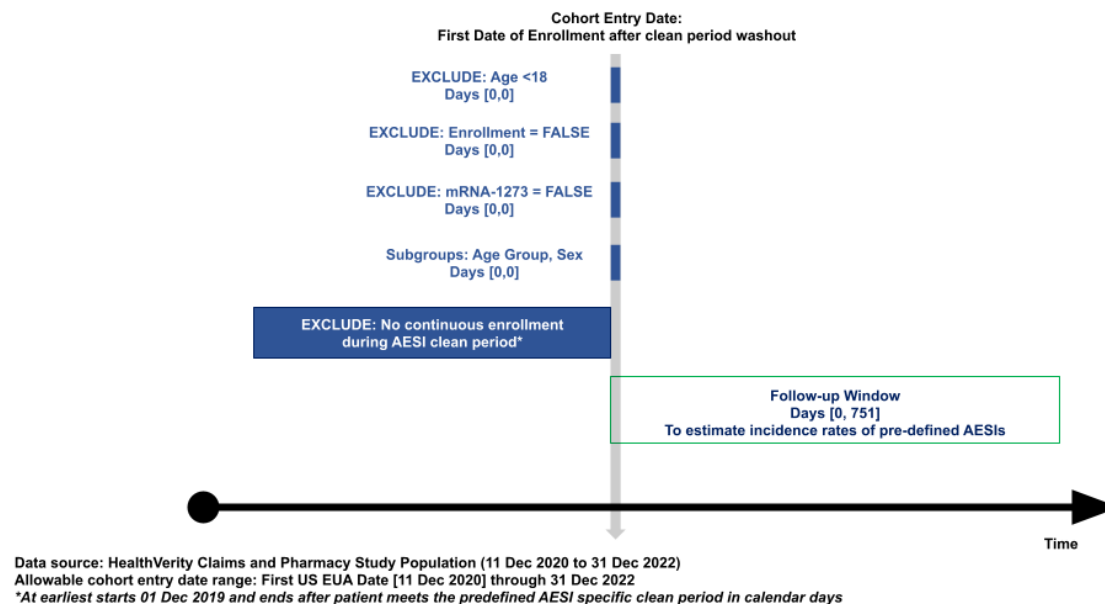 Cohort Entry Date:
First Date of Enrollment after clean period washout
EXCLUDE: Age <18
Days [0,0]
EXCLUDE: Enrollment = FALSE
Days [0,0]
EXCLUDE: mRNA-1273 = FALSE
Days [0,0]
Subgroups: Age Group, Sex
Days [0,0]
EXCLUDE: No continuous enrollment
during AESI clean period*
Follow-up Window
Days [0, 751]
To estimate incidence rates of pre-defined AESIs
Time
Data source: HealthVerity Claims and Pharmacy Study Population (11 Dec 2020 to 31 Dec 2022)
Allowable cohort entry date range: First US EUA Date [11 Dec 2020] through 31 Dec 2022
*At earliest starts 01 Dec 2019 and ends after patient meets the predefined AESI specific clean period in calendar days